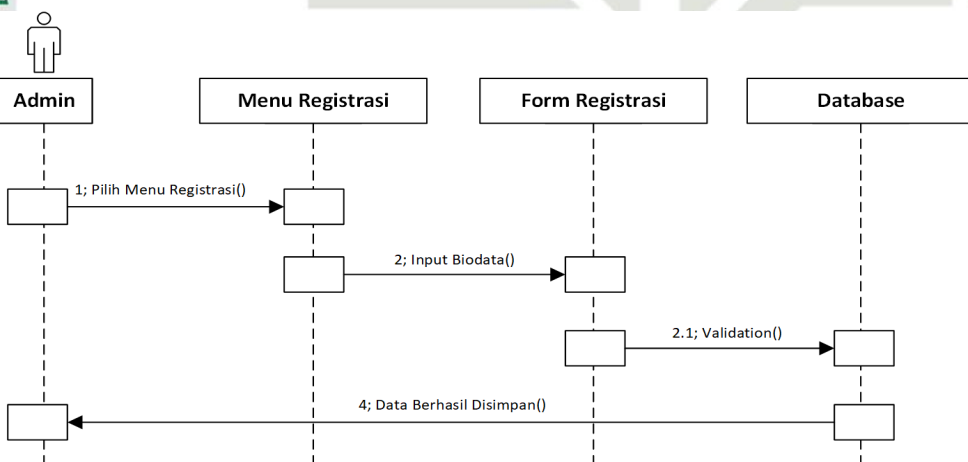 Admin
Menu Registrasi
Form Registrasi
Database
1; Pilih Menu Registrasi()
2; Input Biodata()
2.1; Validation()
4; Data Berhasil Disimpan()